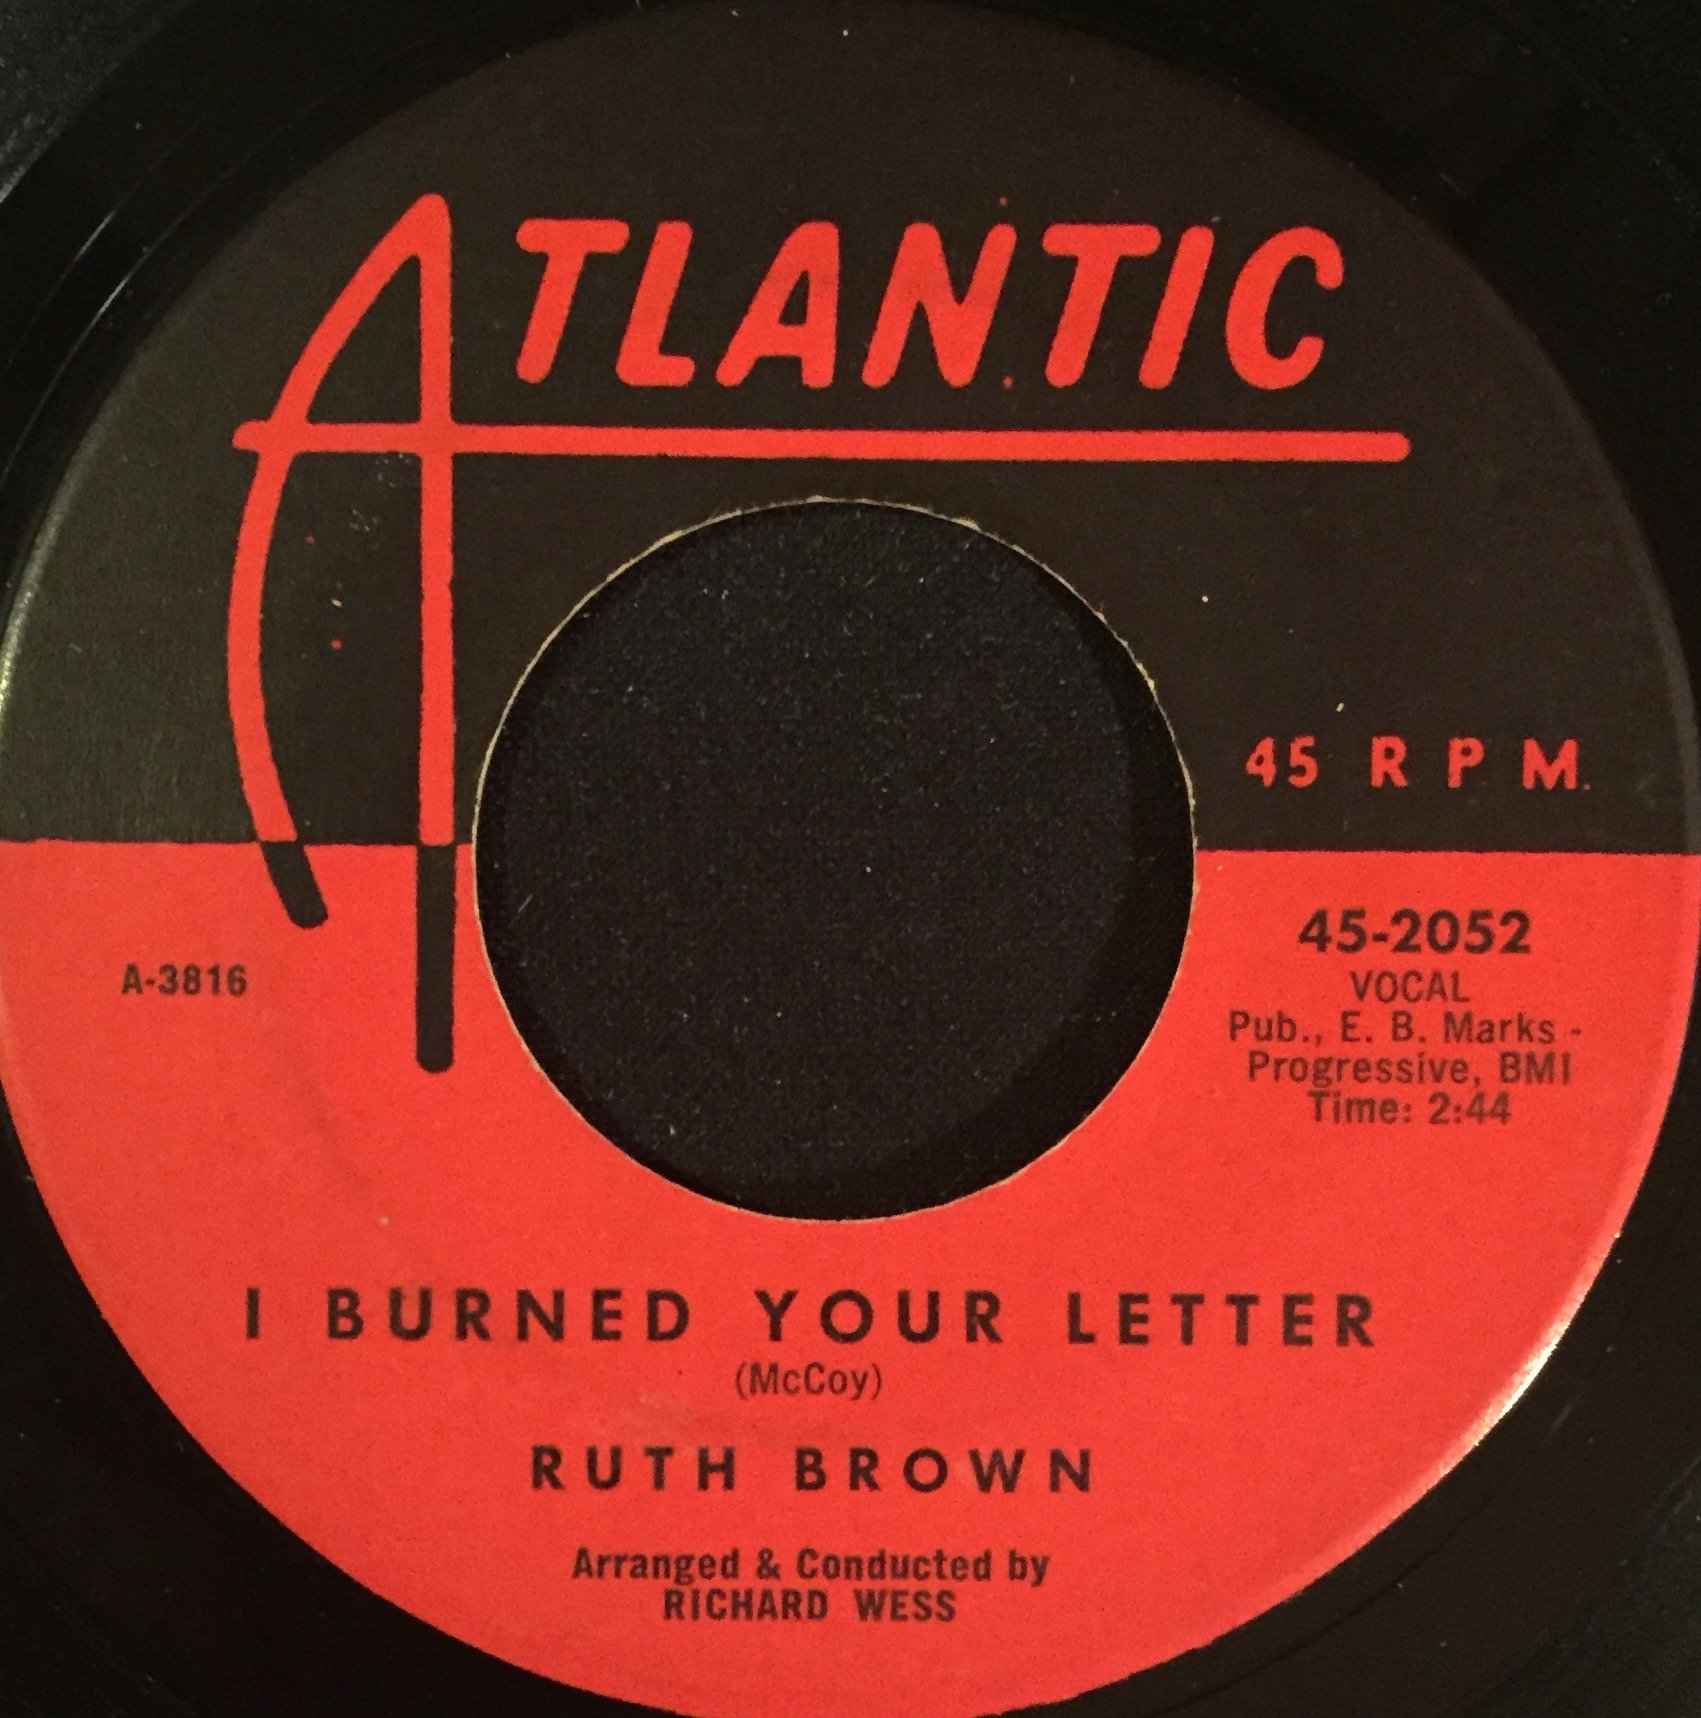 ATLANTIC
45 RPM.
A-3816
45-2052
VOCAL
Pub., E. B. Marks -
Progressive, BMI
Time: 2:44
I BURNED YOUR LETTER
(McCoy)
RUTH BROWN
Arranged & Conducted by
RICHARD WESS